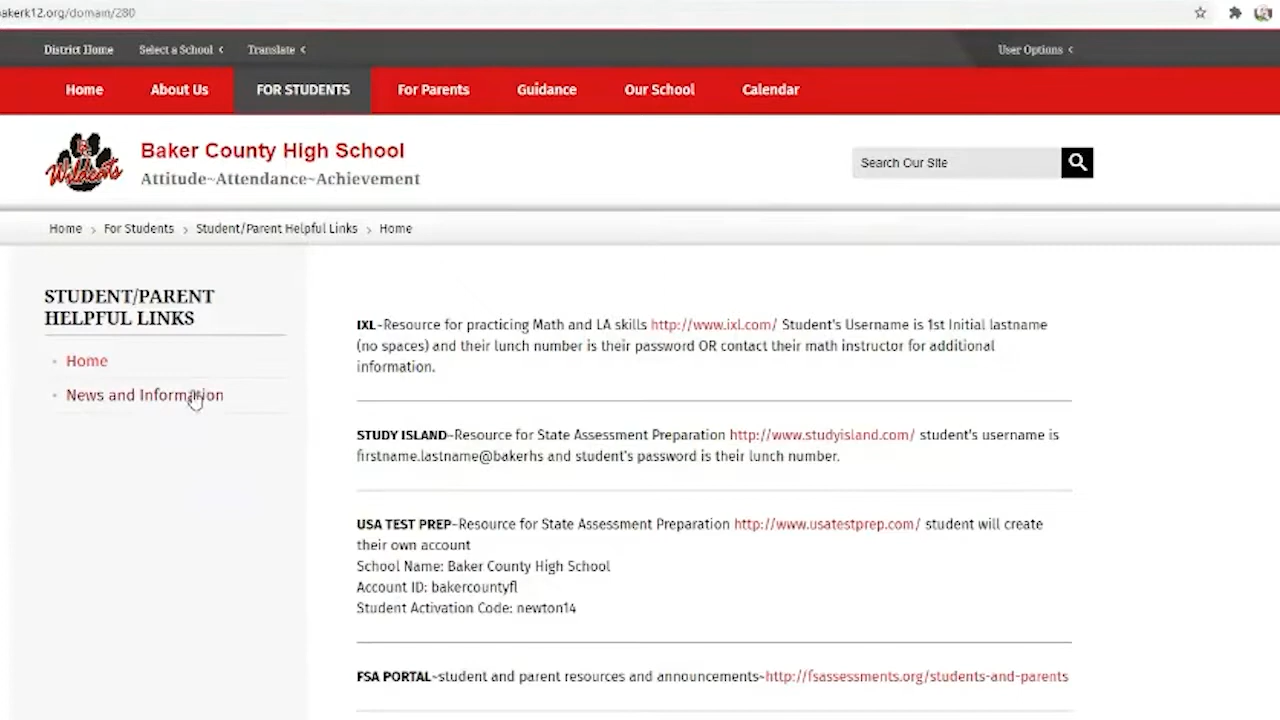 akerk12.org/domain/280
District Home Select a School Translate User Options
Home About Us FOR STUDENTS For Parents Guidance Our School Calendar
Wildcats
Baker County High School
Attitude~Attendance~Achievement
Search Our Site
Home > For Students > Student/Parent Helpful Links > Home
STUDENT/PARENT
HELPFUL LINKS
Home
News and Information
IXL~Resource for practicing Math and LA skills http://www.ixl.com/ Student's Username is 1st Initial lastname
(no spaces) and their lunch number is their password OR contact their math instructor for additional
information.
STUDY ISLAND~Resource for State Assessment Preparation http://www.studyisland.com/ student's username is
firstname.lastname@bakerhs and student's password is their lunch number.
USA TEST PREP~Resource for State Assessment Preparation http://www.usatestprep.com/ student will create
their own account
School Name: Baker County High School
Account ID: bakercountyfl
Student Activation Code: newton14
FSA PORTAL~student and parent resources and announcements~http://fsassessments.org/students-and-parents